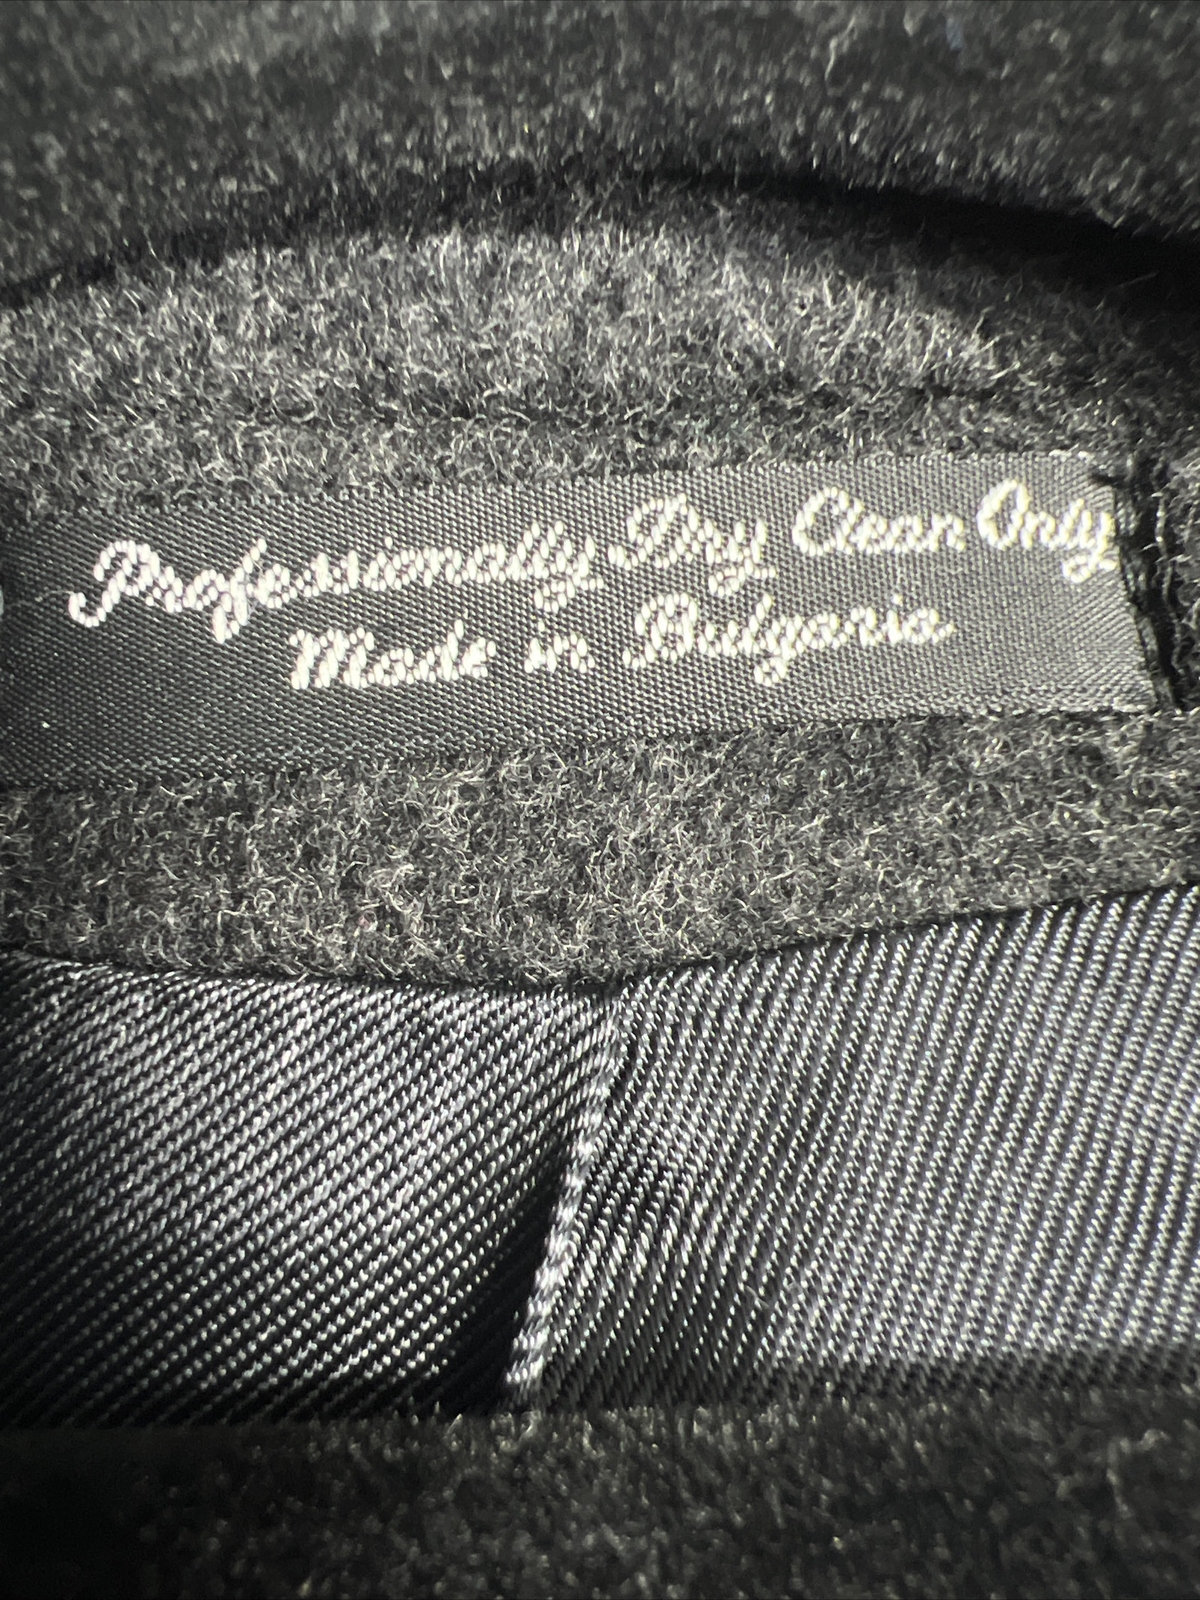 Professionally Dry Clean Only
Made in Bulgaria